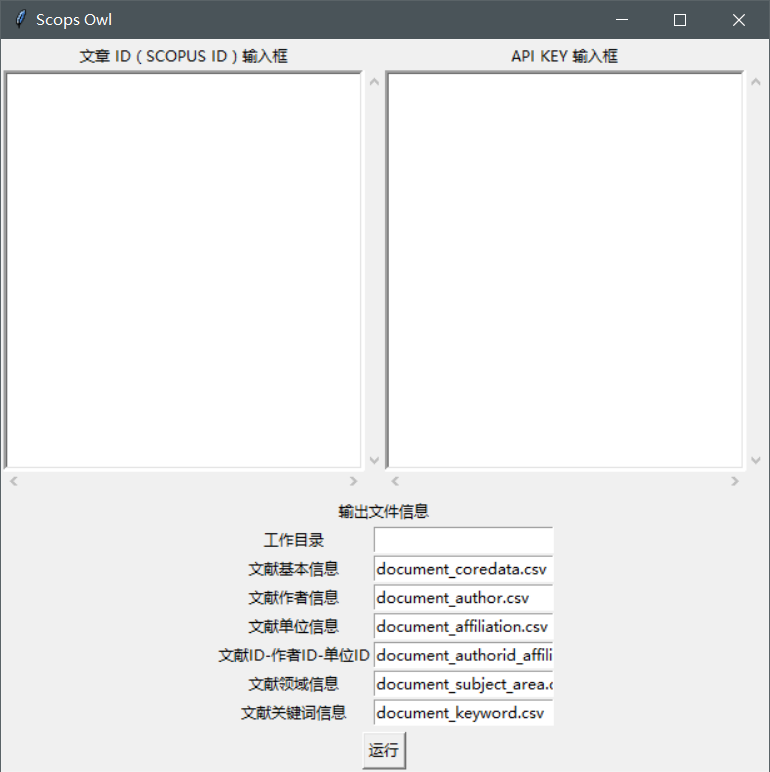 Scops Owl
文章 ID ( SCOPUS ID ) 输入框
API KEY 输入框
输出文件信息
工作目录
文献基本信息 document_coredata.csv
文献作者信息 document_author.csv
文献单位信息 document_affiliation.csv
文献ID-作者ID-单位ID document_authorid_affili
文献领域信息 document_subject_area.
文献关键词信息 document_keyword.csv
运行